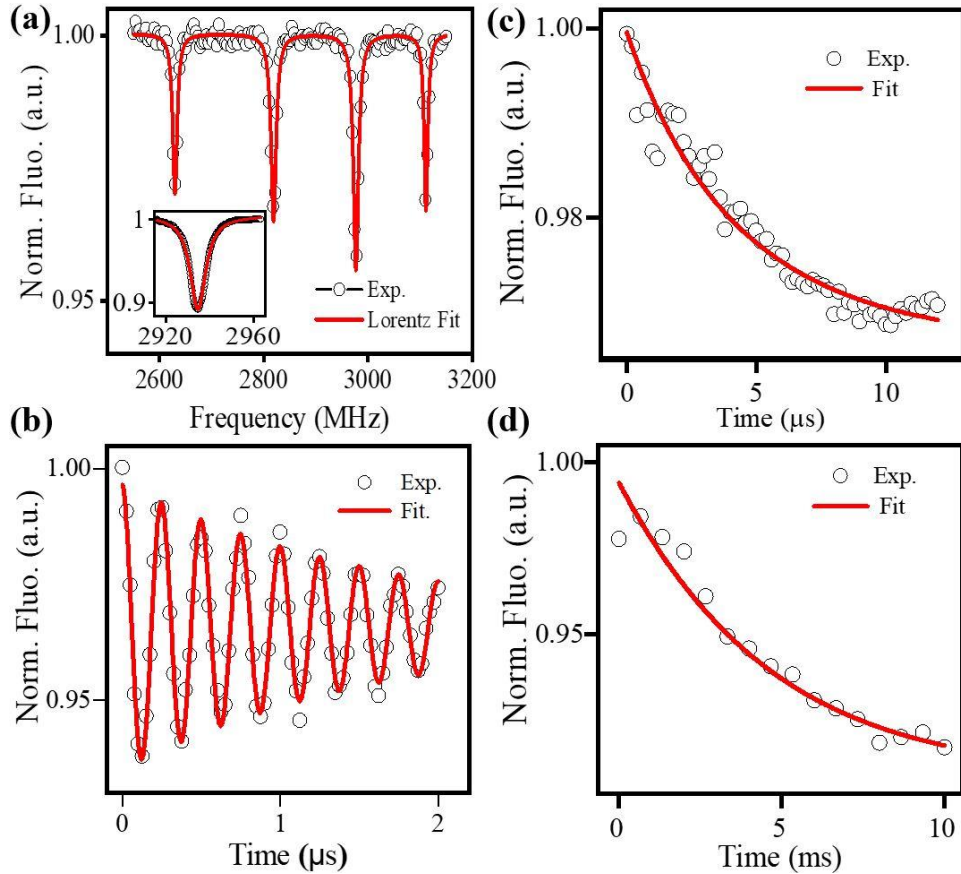 (a)
Norm. Fluo. (a.u.)
1.00
0.95
1
0.9
2920 2960
Exp.
Lorentz Fit
2600 2800 3000 3200
Frequency (MHz)
(c)
Norm. Fluo. (a.u.)
1.00
0.98
Exp.
Fit
0 5 10
Time (μs)
(b)
Norm. Fluo. (a.u.)
1.00
0.95
Exp.
Fit.
0 1 2
Time (μs)
(d)
Norm. Fluo. (a.u.)
1.00
0.95
Exp.
Fit
0 5 10
Time (ms)